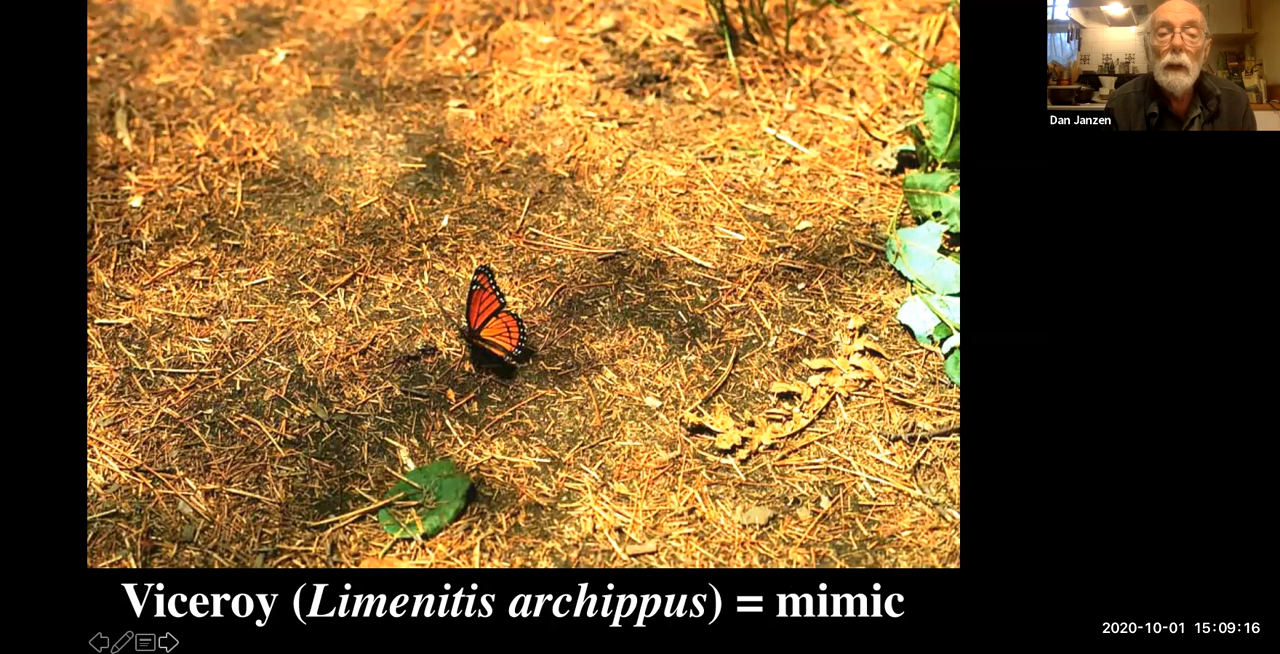 Dan Janzen
Viceroy (Limenitis archippus) = mimic
2020-10-01 15:09:16